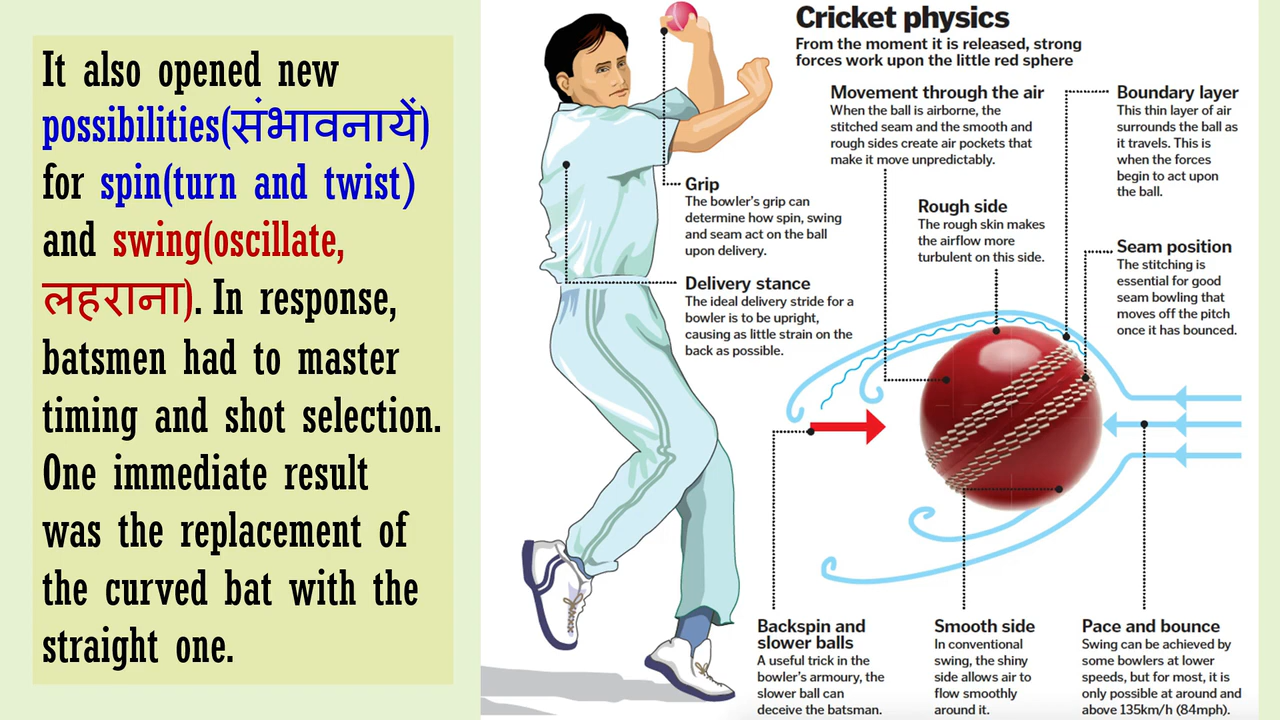 It also opened new
possibilities(संभावनायें)
for spin(turn and twist)
and swing(oscillate,
लहराना). In response,
batsmen had to master
timing and shot selection.
One immediate result
was the replacement of
the curved bat with the
straight one.
Cricket physics
From the moment it is released, strong
forces work upon the little red sphere
Movement through the air
When the ball is airborne, the
stitched seam and the smooth and
rough sides create air pockets that
make it move unpredictably.
Boundary layer
This thin layer of air
surrounds the ball as
it travels. This is
when the forces
begin to act upon
the ball.
Grip
The bowler's grip can
determine how spin, swing
and seam act on the ball
upon delivery.
Rough side
The rough skin makes
the airflow more
turbulent on this side.
Seam position
The stitching is
essential for good
seam bowling that
moves off the pitch
once it has bounced.
Delivery stance
The ideal delivery stride for a
bowler is to be upright,
causing as little strain on the
back as possible.
Backspin and
slower balls
A useful trick in the
bowler's armoury, the
slower ball can
deceive the batsman.
Smooth side
In conventional
swing, the shiny
side allows air to
flow smoothly
around it.
Pace and bounce
Swing can be achieved by
some bowlers at lower
speeds, but for most, it is
only possible at around and
above 135km/h (84mph).